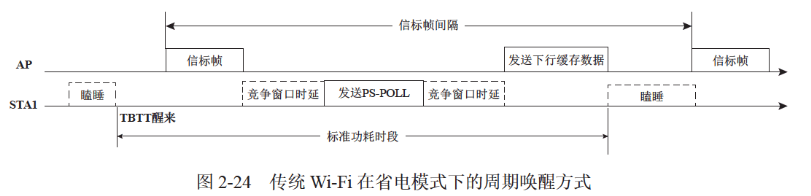 信标帧间隔
AP 信标帧 发送下行缓存数据 信标帧
STA1 瞌睡 竞争窗口时延 发送PS-POLL 竞争窗口时延 瞌睡
TBTT醒来
标准功耗时段
图 2-24 传统 Wi-Fi 在省电模式下的周期唤醒方式